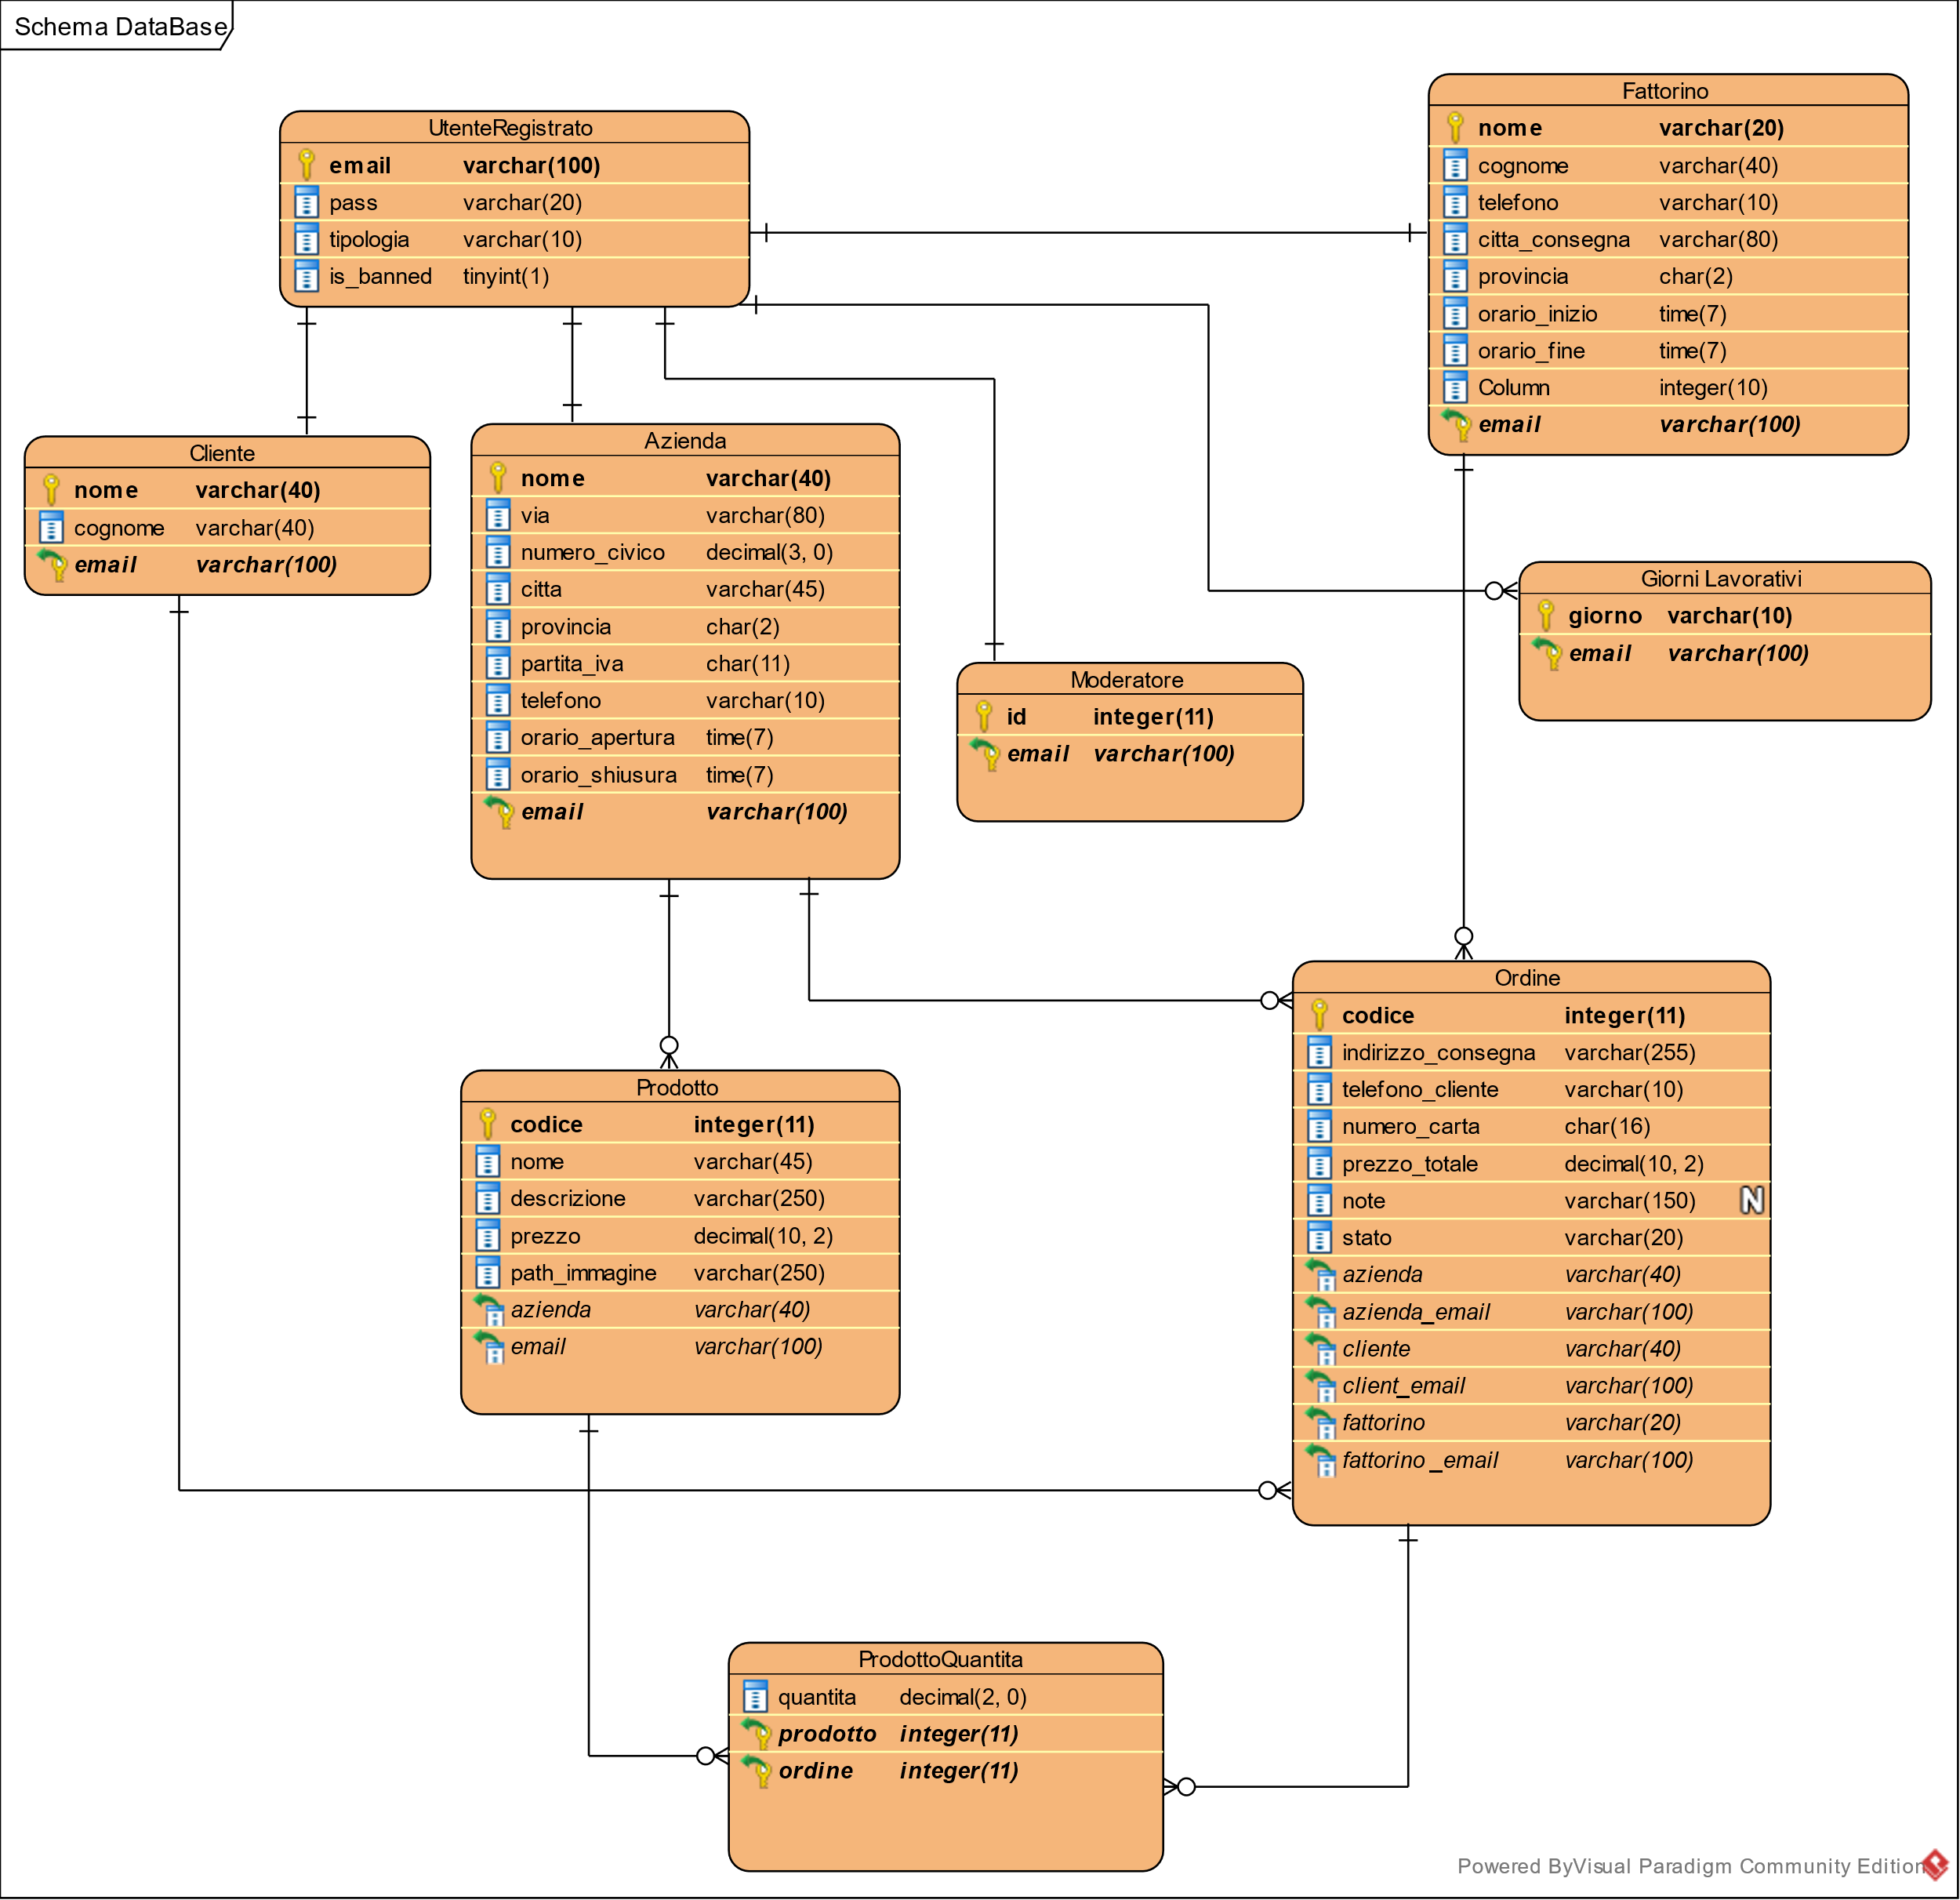 Schema DataBase
UtenteRegistrato
email varchar(100)
pass varchar(20)
tipologia varchar(10)
is_banned tinyint(1)
Fattorino
nome varchar(20)
cognome varchar(40)
telefono varchar(10)
citta_consegna varchar(80)
provincia char(2)
orario_inizio time(7)
orario_fine time(7)
Column integer(10)
email varchar(100)
Cliente
nome varchar(40)
cognome varchar(40)
email varchar(100)
Azienda
nome varchar(40)
via varchar(80)
numero_civico decimal(3, 0)
citta varchar(45)
provincia char(2)
partita_iva char(11)
telefono varchar(10)
orario_apertura time(7)
orario_shiusura time(7)
email varchar(100)
Giorni Lavorativi
giorno varchar(10)
email varchar(100)
Moderatore
id integer(11)
email varchar(100)
Ordine
codice integer(11)
indirizzo_consegna varchar(255)
telefono_cliente varchar(10)
numero_carta char(16)
prezzo_totale decimal(10, 2)
note varchar(150) N
stato varchar(20)
azienda varchar(40)
azienda_email varchar(100)
cliente varchar(40)
client_email varchar(100)
fattorino varchar(20)
fattorino_email varchar(100)
Prodotto
codice integer(11)
nome varchar(45)
descrizione varchar(250)
prezzo decimal(10, 2)
path_immagine varchar(250)
azienda varchar(40)
email varchar(100)
ProdottoQuantita
quantita decimal(2, 0)
prodotto integer(11)
ordine integer(11)
Powered ByVisual Paradigm Community Edition